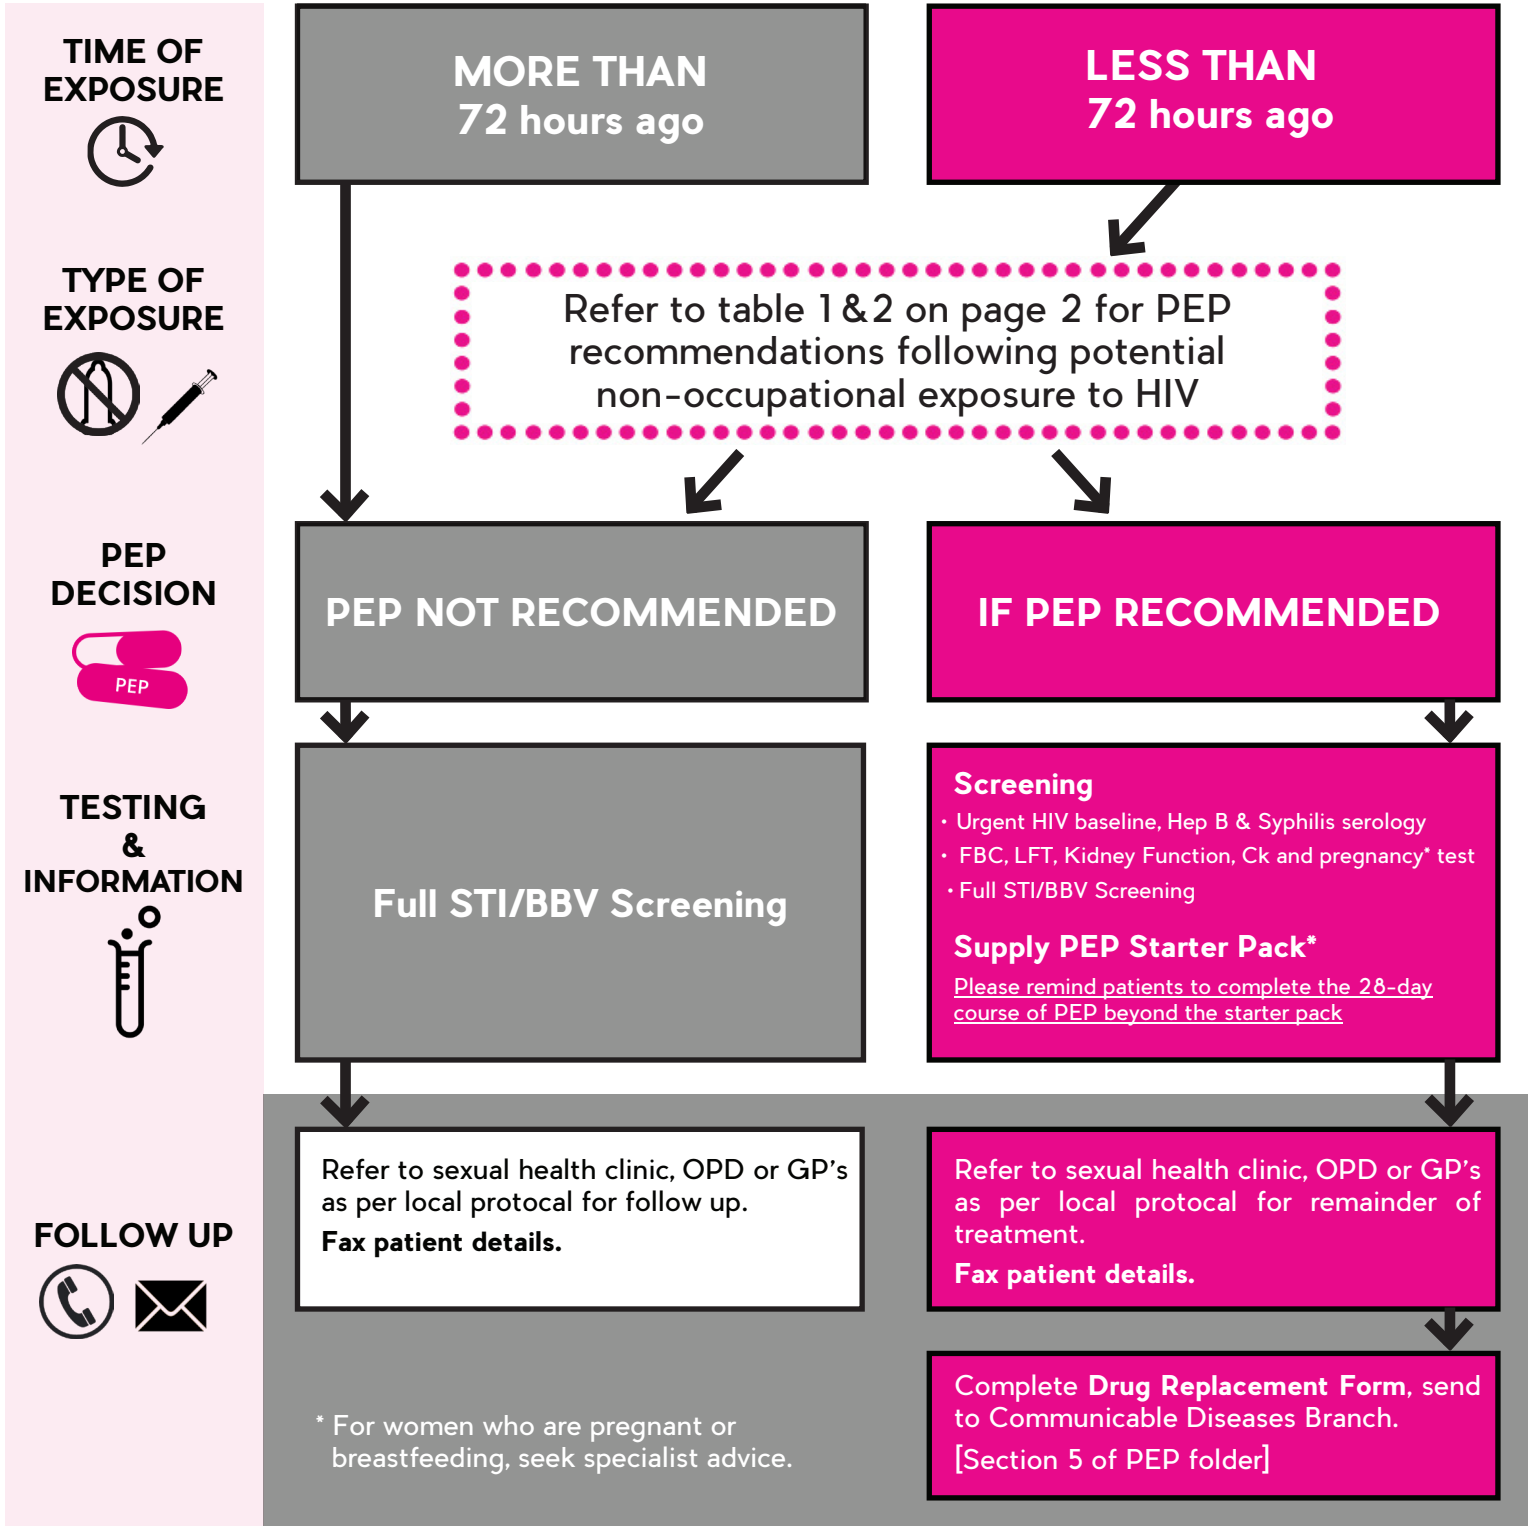 TIME OF
EXPOSURE
MORE THAN
72 hours ago
LESS THAN
72 hours ago
TYPE OF
EXPOSURE
Refer to table 1 & 2 on page 2 for PEP
recommendations following potential
non-occupational exposure to HIV
PEP
DECISION
PEP
PEP NOT RECOMMENDED
IF PEP RECOMMENDED
TESTING
&
INFORMATION
Full STI/BBV Screening
Screening
• Urgent HIV baseline, Hep B & Syphilis serology
• FBC, LFT, Kidney Function, Ck and pregnancy* test
• Full STI/BBV Screening
Supply PEP Starter Pack*
Please remind patients to complete the 28-day
course of PEP beyond the starter pack
FOLLOW UP
Refer to sexual health clinic, OPD or GP's
as per local protocal for follow up.
Fax patient details.
Refer to sexual health clinic, OPD or GP's
as per local protocal for remainder of
treatment.
Fax patient details.
* For women who are pregnant or
breastfeeding, seek specialist advice.
Complete Drug Replacement Form, send
to Communicable Diseases Branch.
[Section 5 of PEP folder]